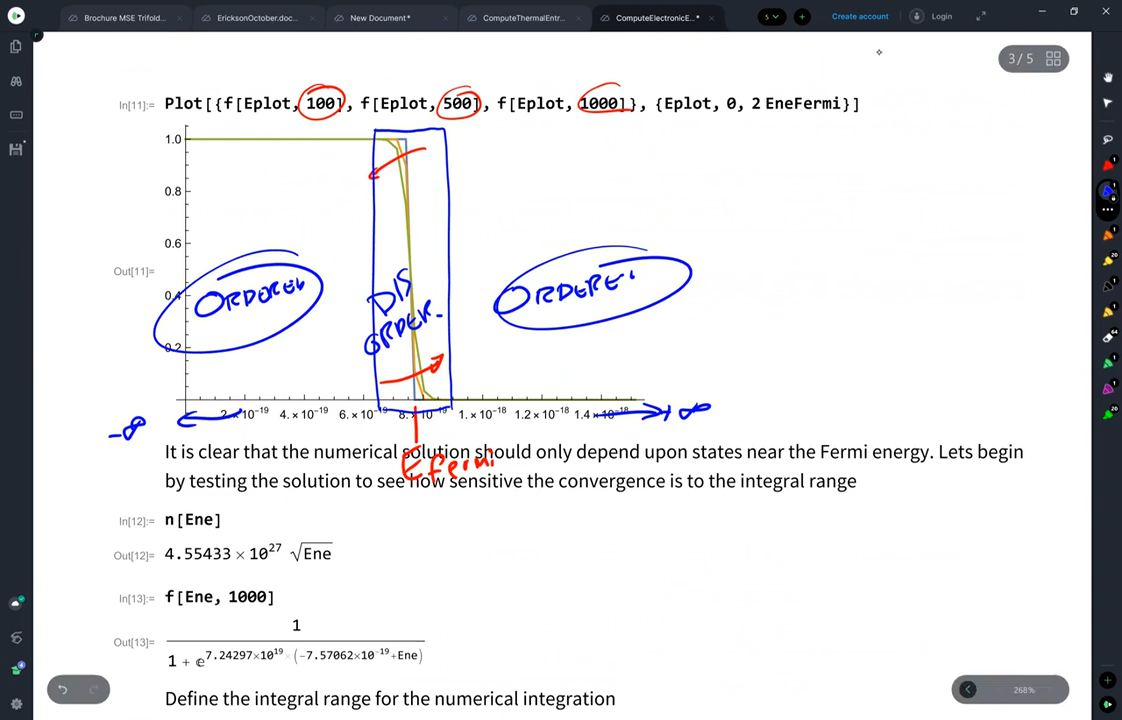 Brochure MSE Trifold...
EricksonOctober.doc...
New Document*
ComputeThermalEntr...
ComputeElectronicE...*
5
Create account
Login
3/5
In[11]:= Plot[{f[Eplot, 100], f[Eplot, 500], f[Eplot, 1000]}, {Eplot, 0, 2 EneFermi}]
1.0
0.8
0.6
Out[11]=
0.4
0.2
ORDERED
DIS
ORDER.
2. × 10⁻¹⁹ 4. × 10⁻¹⁹ 6. × 10⁻¹⁹ 8. × 10⁻¹⁹ 1. × 10⁻¹⁸ 1.2 × 10⁻¹⁸ 1.4 × 10⁻¹⁸
-∞
∞
It is clear that the numerical solution should only depend upon states near the Fermi energy. Lets begin
Efermi
by testing the solution to see how sensitive the convergence is to the integral range
In[12]:= n[Ene]
Out[12]= 4.55433 × 10²⁷ √Ene
In[13]:= f[Ene, 1000]
1
Out[13]=
1 + ⅇ^7.24297×10¹⁹ (-7.57062×10⁻¹⁹+Ene)
Define the integral range for the numerical integration
268%